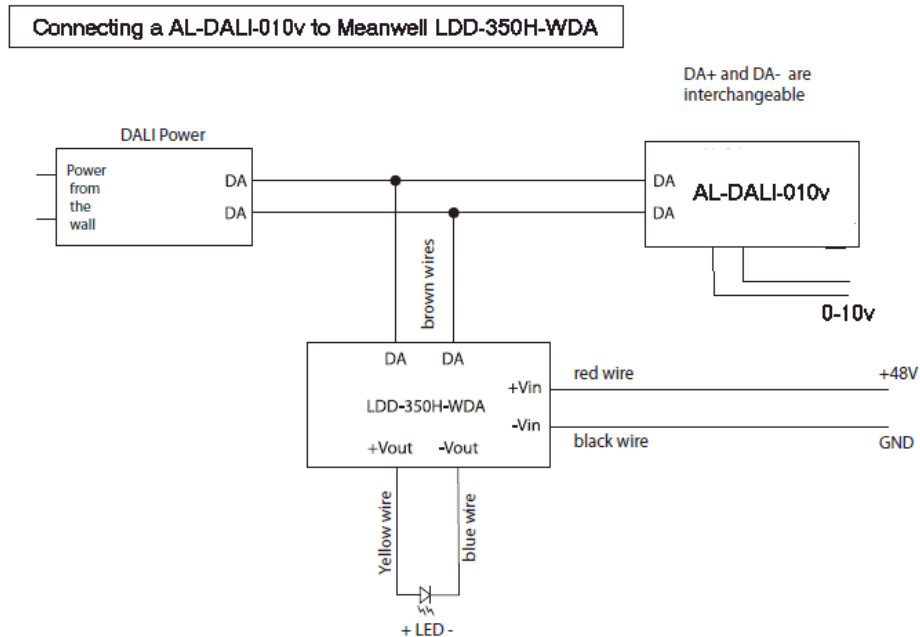 Connecting a AL-DALI-010v to Meanwell LDD-350H-WDA
DA+ and DA- are
interchangeable
DALI Power
Power
from
the
wall
DA
DA
DA
DA
AL-DALI-010v
0-10v
brown wires
DA DA
LDD-350H-WDA
+Vin
-Vin
+Vout -Vout
red wire
+48V
black wire
GND
Yellow wire
blue wire
+ LED -